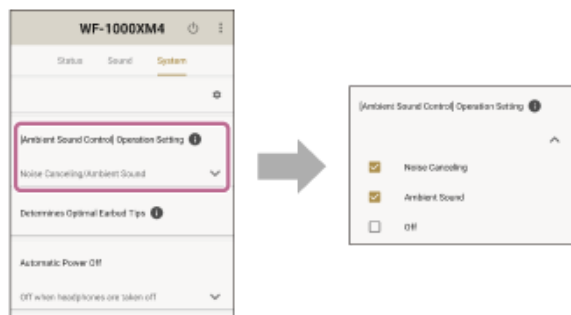 WF-1000XM4
Status Sound System
[Ambient Sound Control] Operation Setting
Noise Canceling/Ambient Sound
Determines Optimal Earbud Tips
Automatic Power Off
Off when headphones are taken off
[Ambient Sound Control] Operation Setting
Noise Canceling
Ambient Sound
Off